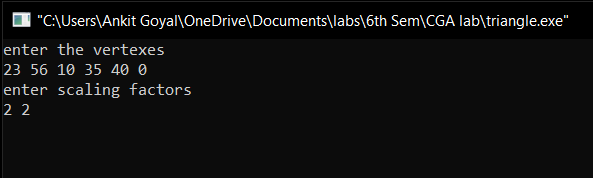 "C:\Users\Ankit Goyal\OneDrive\Documents\labs\6th Sem\CGA lab\triangle.exe"
enter the vertexes
23 56 10 35 40 0
enter scaling factors
2 2